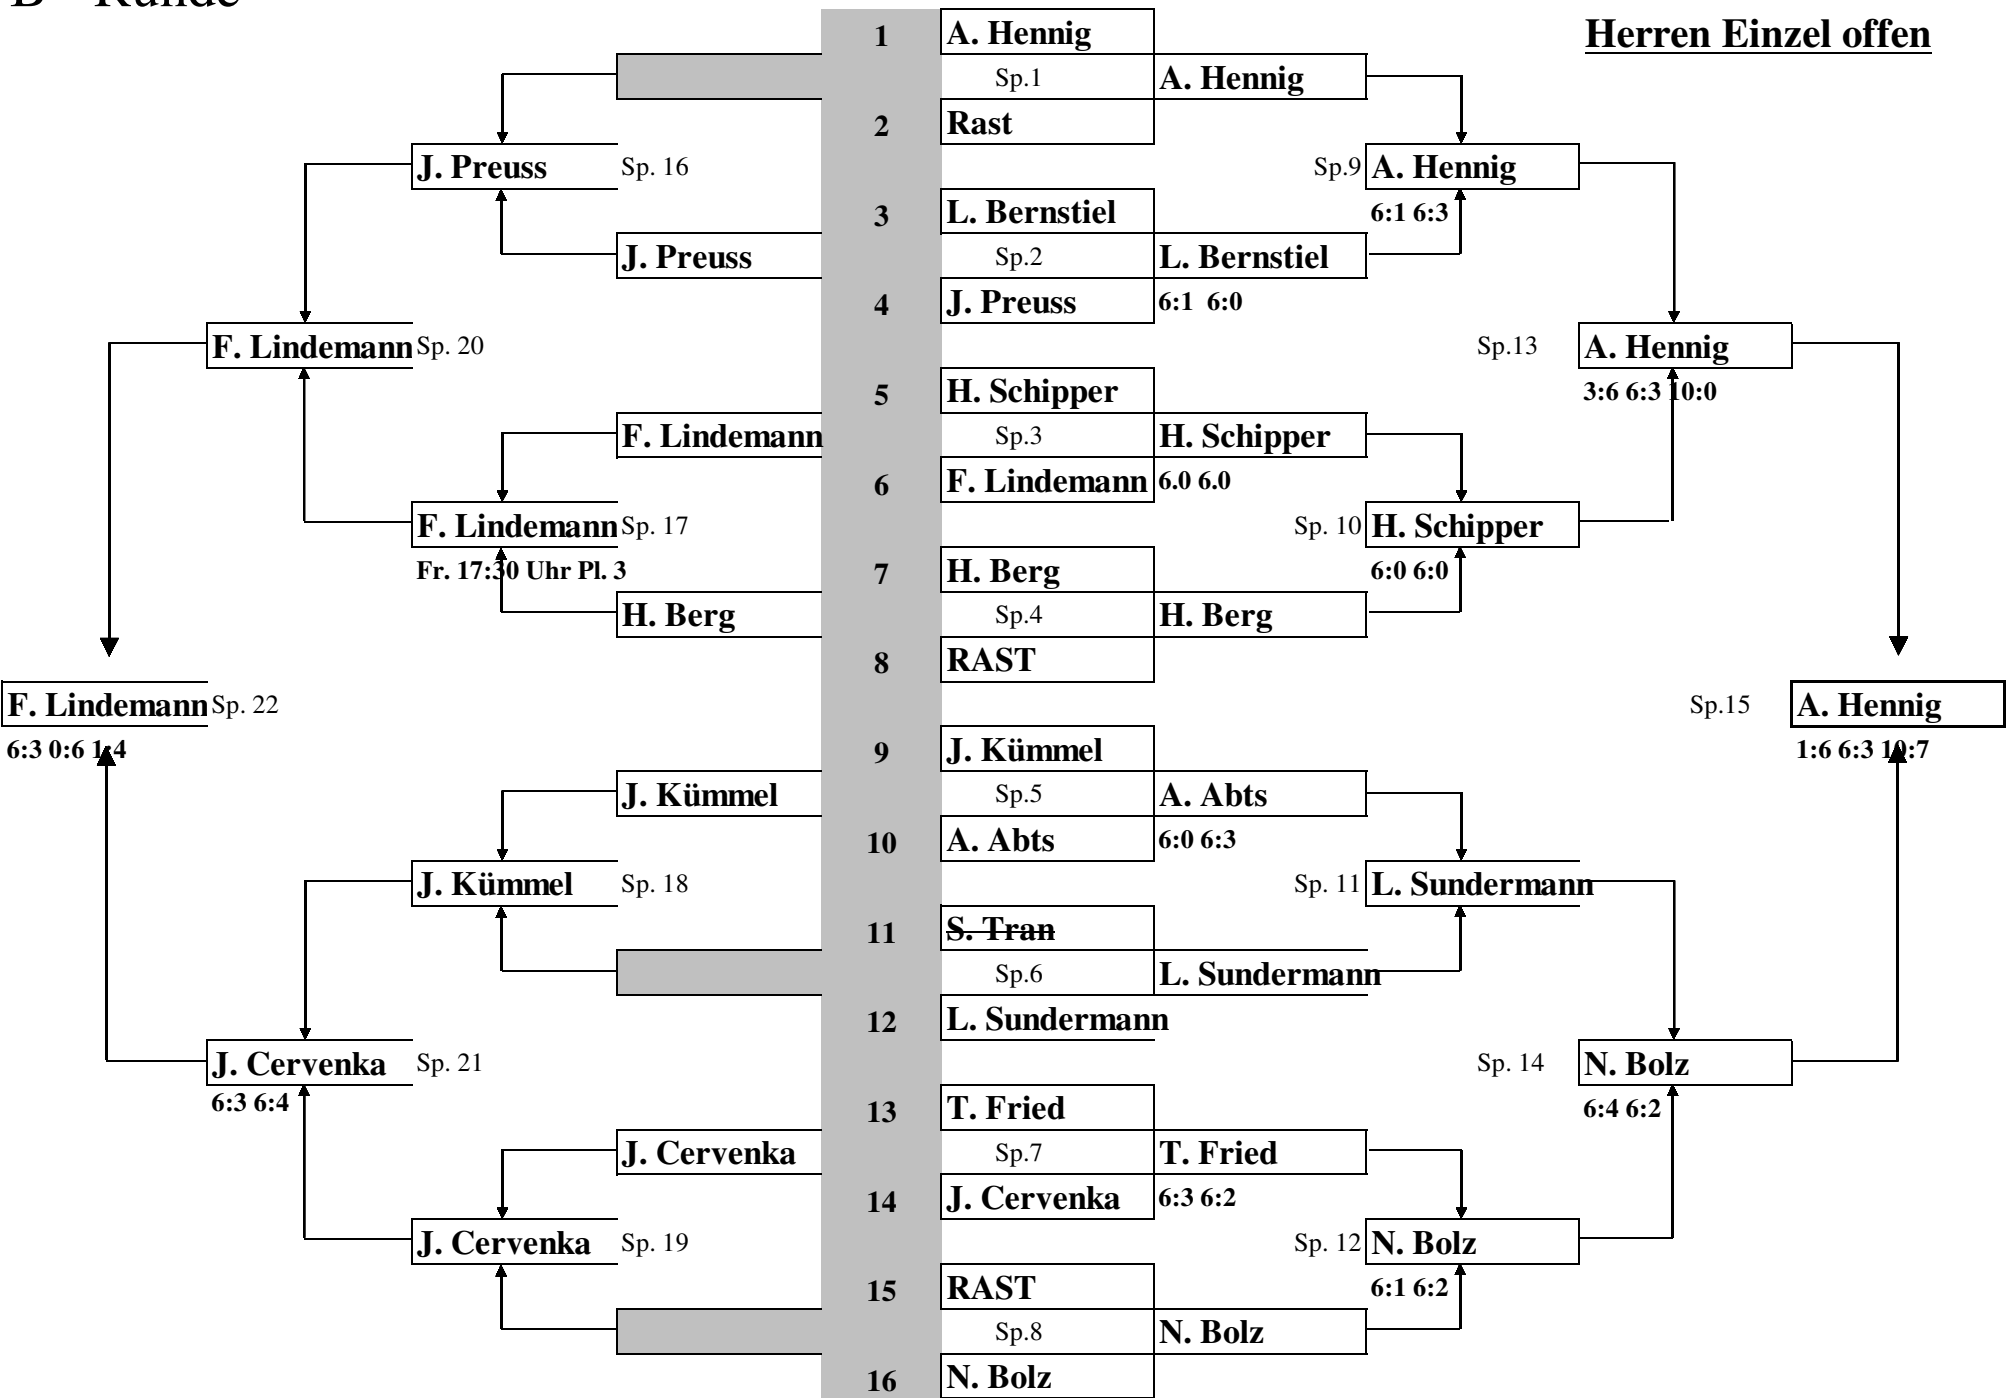 B - Runde
Herren Einzel offen
1
A. Hennig
Sp.1
A. Hennig
2
Rast
J. Preuss
Sp. 16
Sp.9
A. Hennig
6:1 6:3
3
L. Bernstiel
J. Preuss
Sp.2
L. Bernstiel
4
J. Preuss
6:1 6:0
F. Lindemann
Sp. 20
Sp.13
A. Hennig
3:6 6:3 10:0
5
H. Schipper
F. Lindemann
Sp.3
H. Schipper
6
F. Lindemann
6.0 6.0
F. Lindemann
Sp. 17
Sp. 10
H. Schipper
Fr. 17:30 Uhr Pl. 3
6:0 6:0
7
H. Berg
H. Berg
Sp.4
H. Berg
8
RAST
F. Lindemann
Sp. 22
Sp.15
A. Hennig
6:3 0:6 1:4
1:6 6:3 10:7
9
J. Kümmel
J. Kümmel
Sp.5
A. Abts
10
A. Abts
6:0 6:3
J. Kümmel
Sp. 18
Sp. 11
L. Sundermann
11
S. Tran
Sp.6
L. Sundermann
12
L. Sundermann
J. Cervenka
Sp. 21
Sp. 14
N. Bolz
6:3 6:4
6:4 6:2
13
T. Fried
J. Cervenka
Sp.7
T. Fried
14
J. Cervenka
6:3 6:2
J. Cervenka
Sp. 19
Sp. 12
N. Bolz
6:1 6:2
15
RAST
Sp.8
N. Bolz
16
N. Bolz